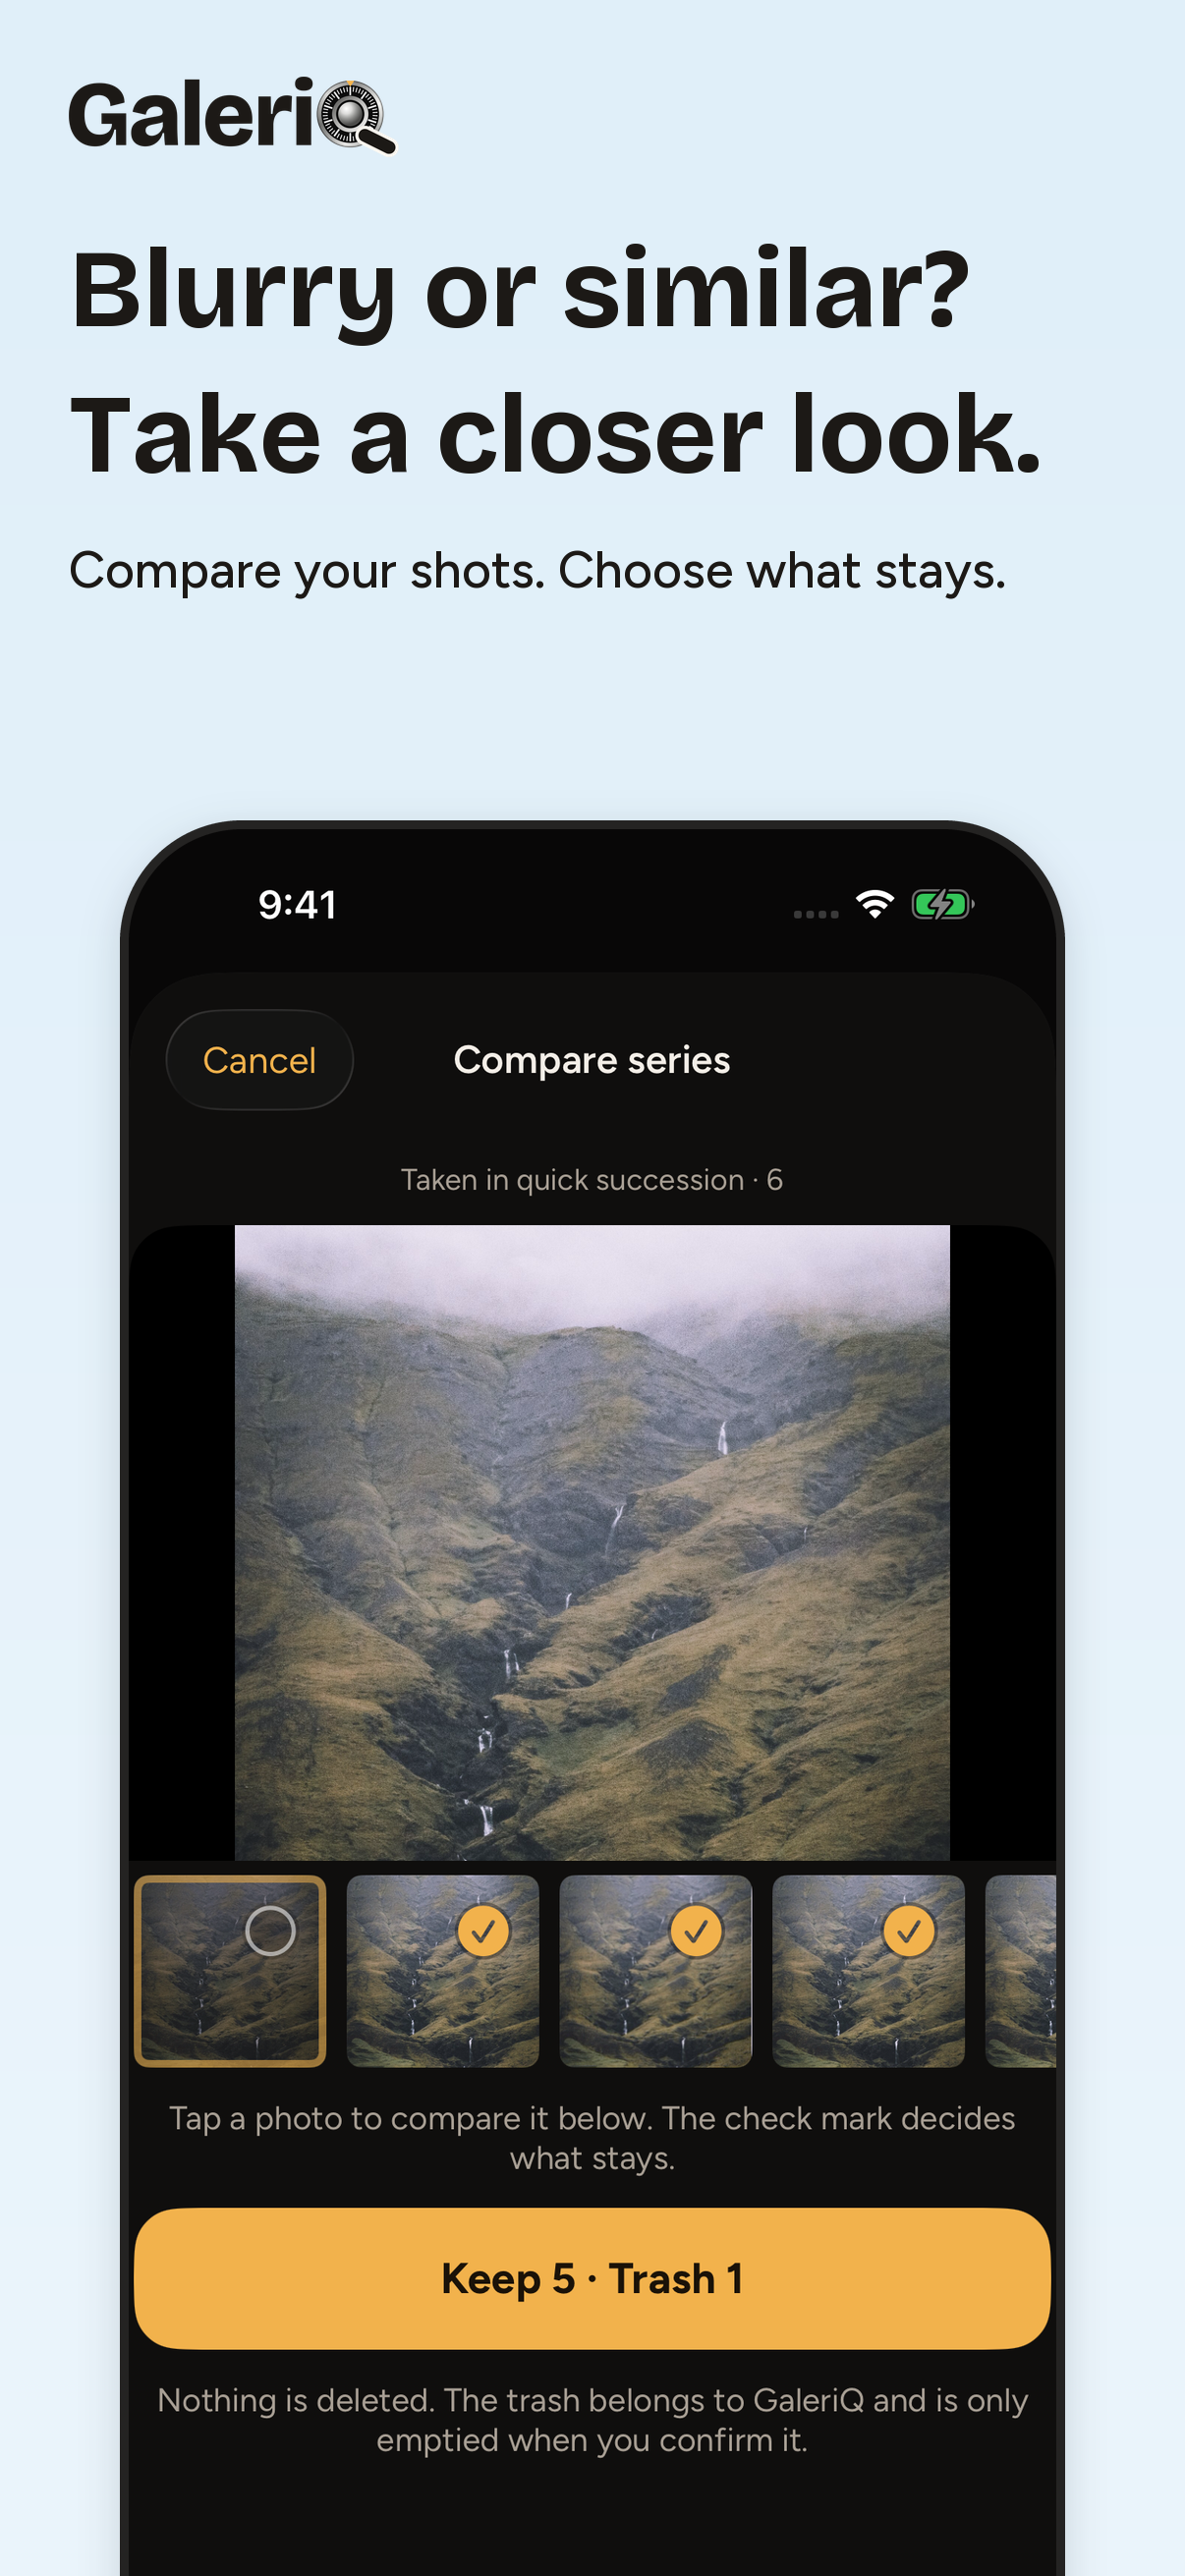 GaleriQ
Blurry or similar?
Take a closer look.
Compare your shots. Choose what stays.
9:41
Cancel
Compare series
Taken in quick succession · 6
Tap a photo to compare it below. The check mark decides
what stays.
Keep 5 · Trash 1
Nothing is deleted. The trash belongs to GaleriQ and is only
emptied when you confirm it.